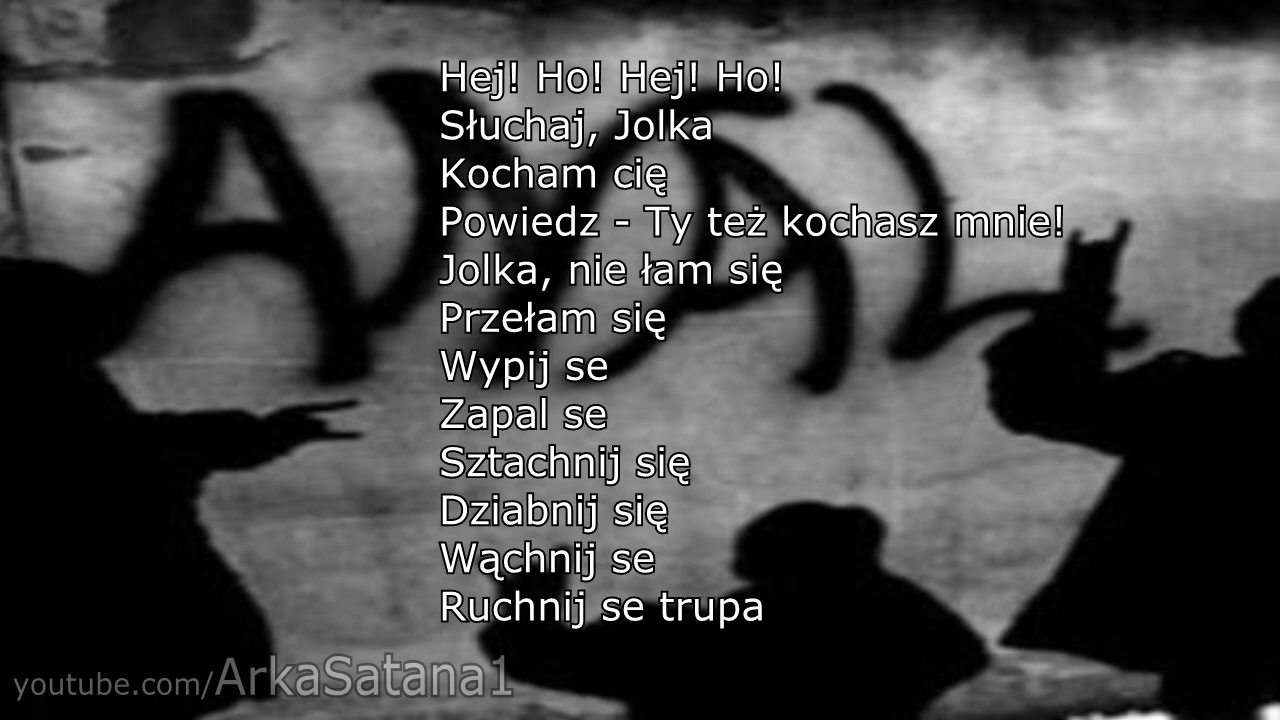 Hej! Ho! Hej! Ho!
Słuchaj, Jolka
Kocham cię
Powiedz - Ty też kochasz mnie!
Jolka, nie łam się
Przełam się
Wypij se
Zapal se
Sztachnij się
Dziabnij się
Wąchnij se
Ruchnij se trupa
youtube.com/ArkaSatana1